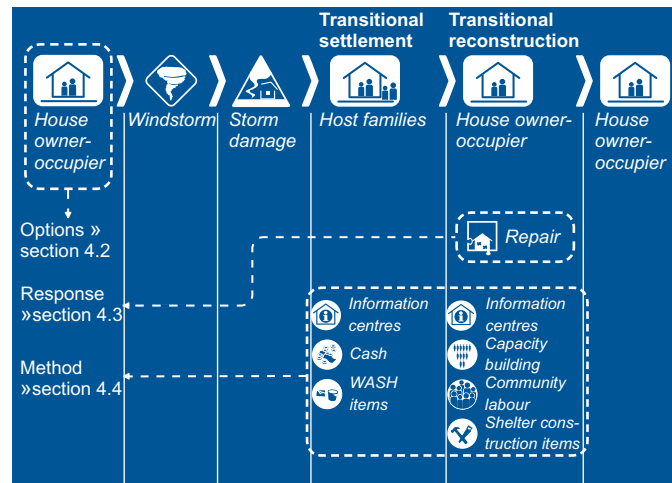 Transitional
settlement
Transitional
reconstruction
House
owner-
occupier
Windstorm
Storm
damage
Host families
House owner-
occupier
House
owner-
occupier
Options »
section 4.2
Repair
Response
»section 4.3
Method
»section 4.4
Information
centres
Cash
WASH
items
Information
centres
Capacity
building
Community
labour
Shelter cons-
truction items